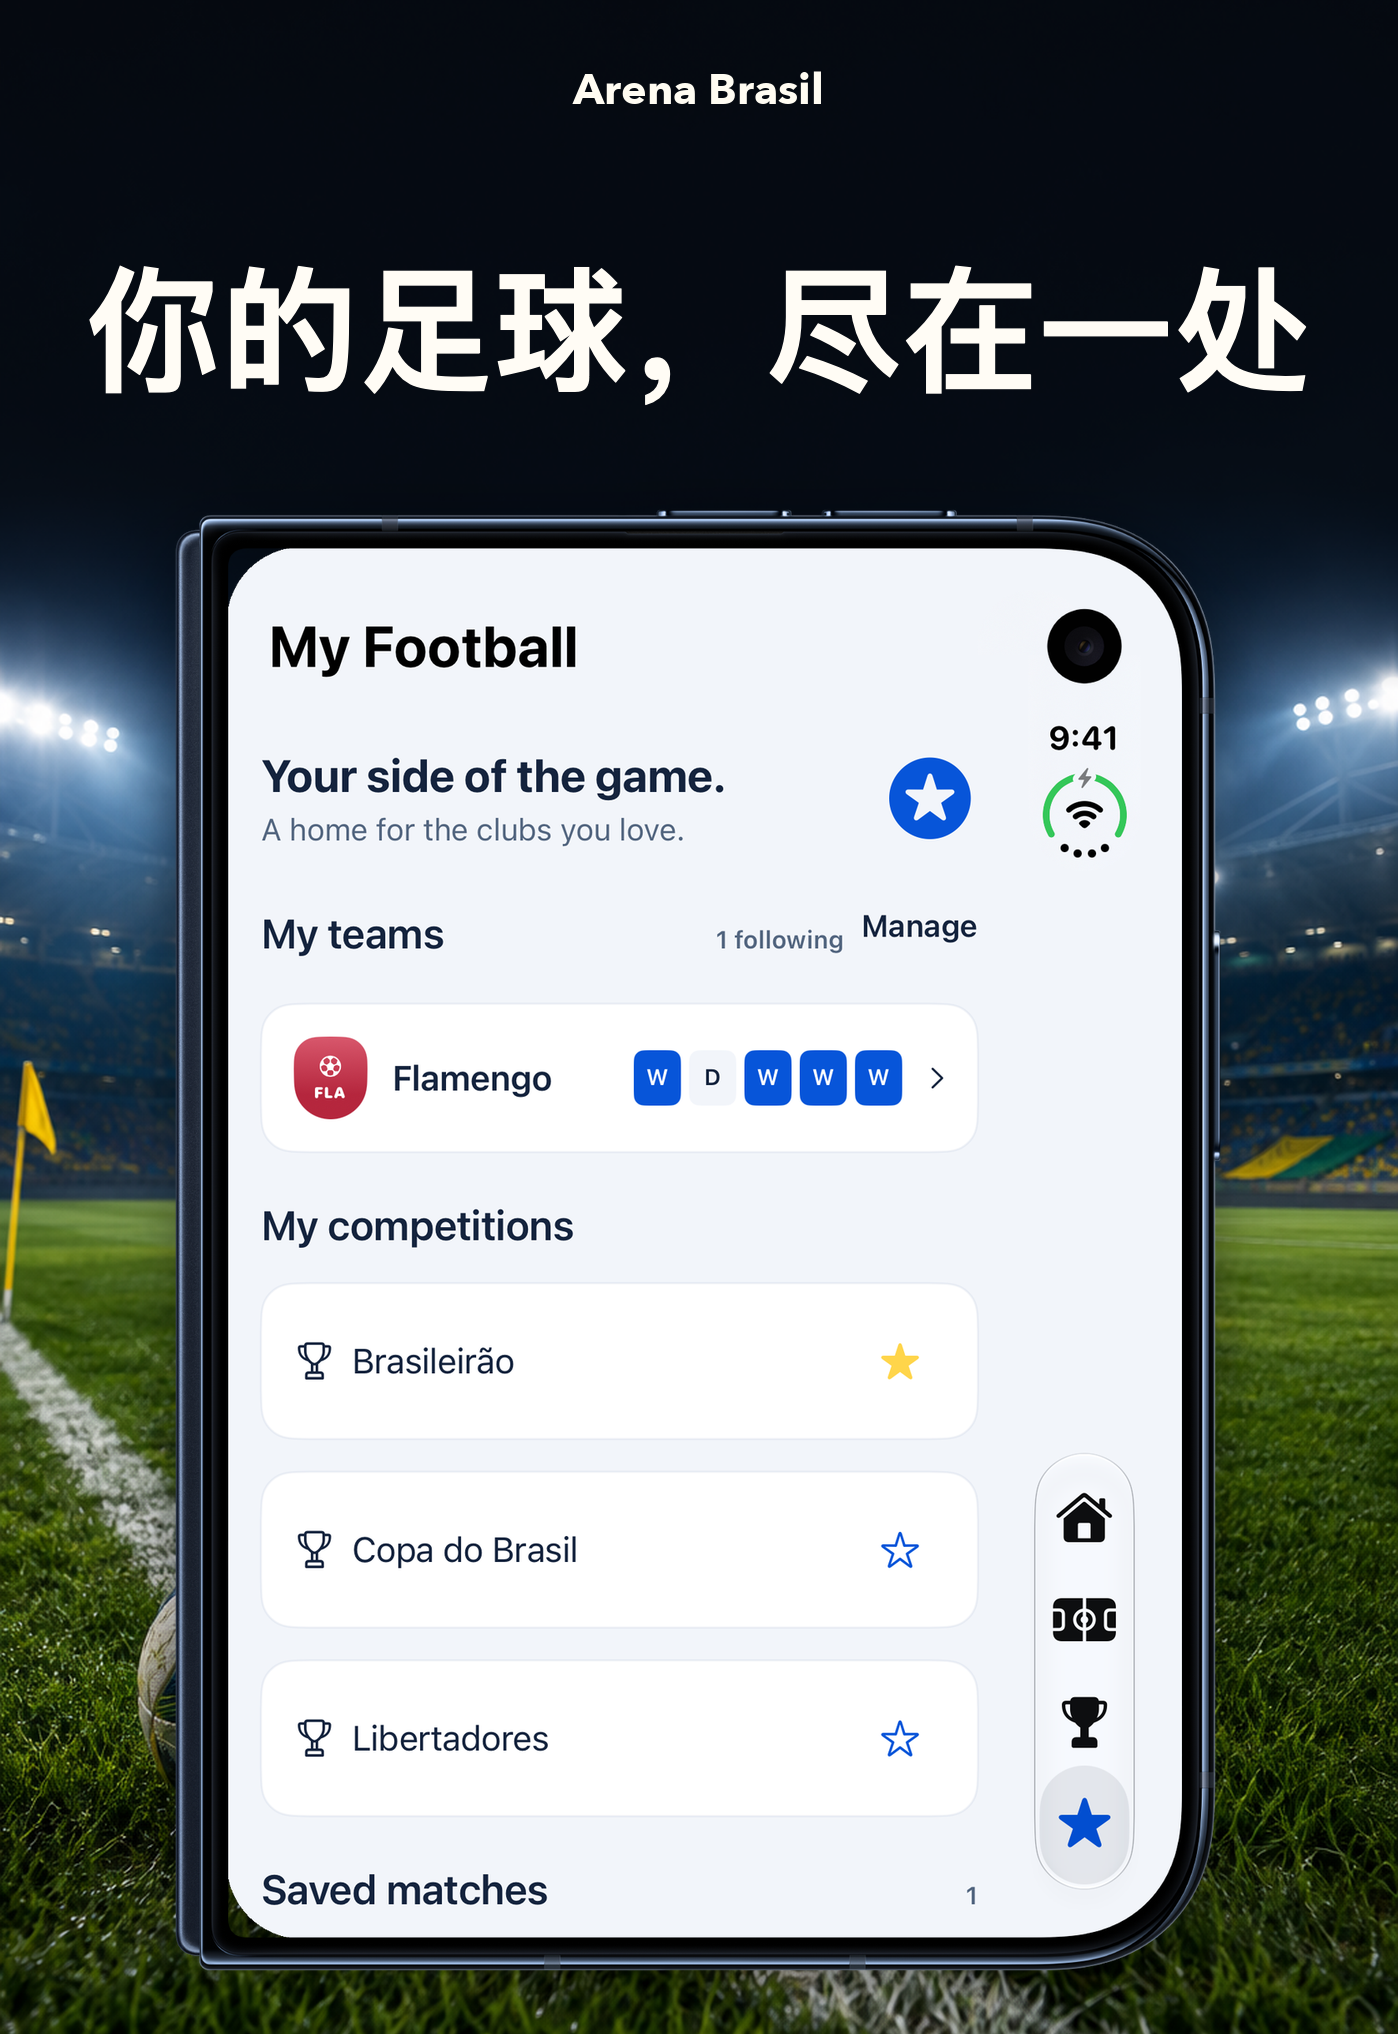 Arena Brasil
你的足球，尽在一处
My Football
9:41
Your side of the game.
A home for the clubs you love.
My teams
1 following
Manage
FLA
Flamengo
W D W W W
My competitions
Brasileirão
Copa do Brasil
Libertadores
Saved matches
1